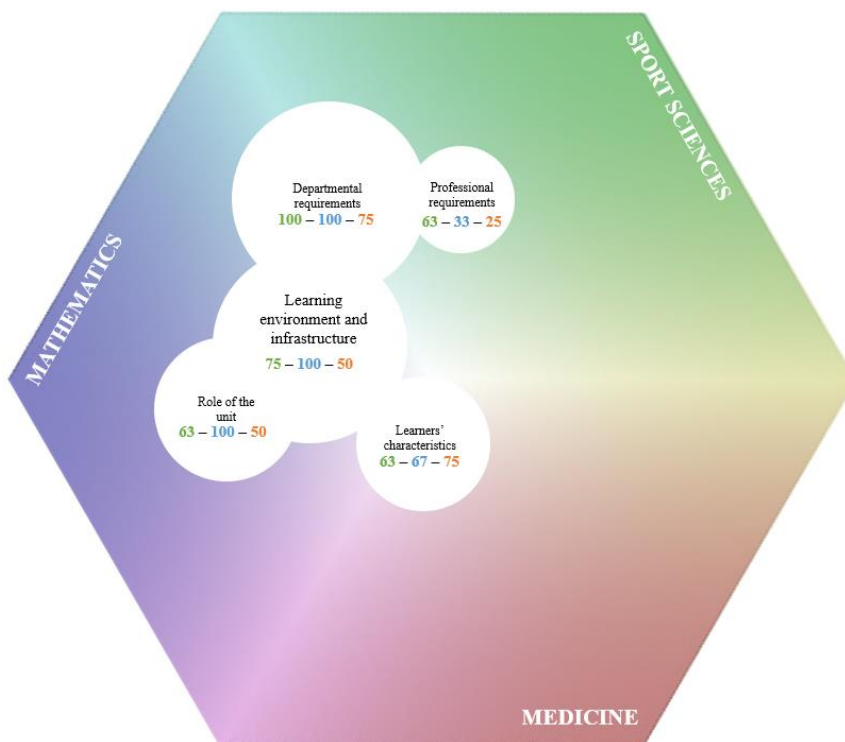 SPORT SCIENCES
Departmental
requirements
100 – 100 – 75
Professional
requirements
63 – 33 – 25
MATHEMATICS
Learning
environment and
infrastructure
75 – 100 – 50
Role of the
unit
63 – 100 – 50
Learners'
characteristics
63 – 67 – 75
MEDICINE